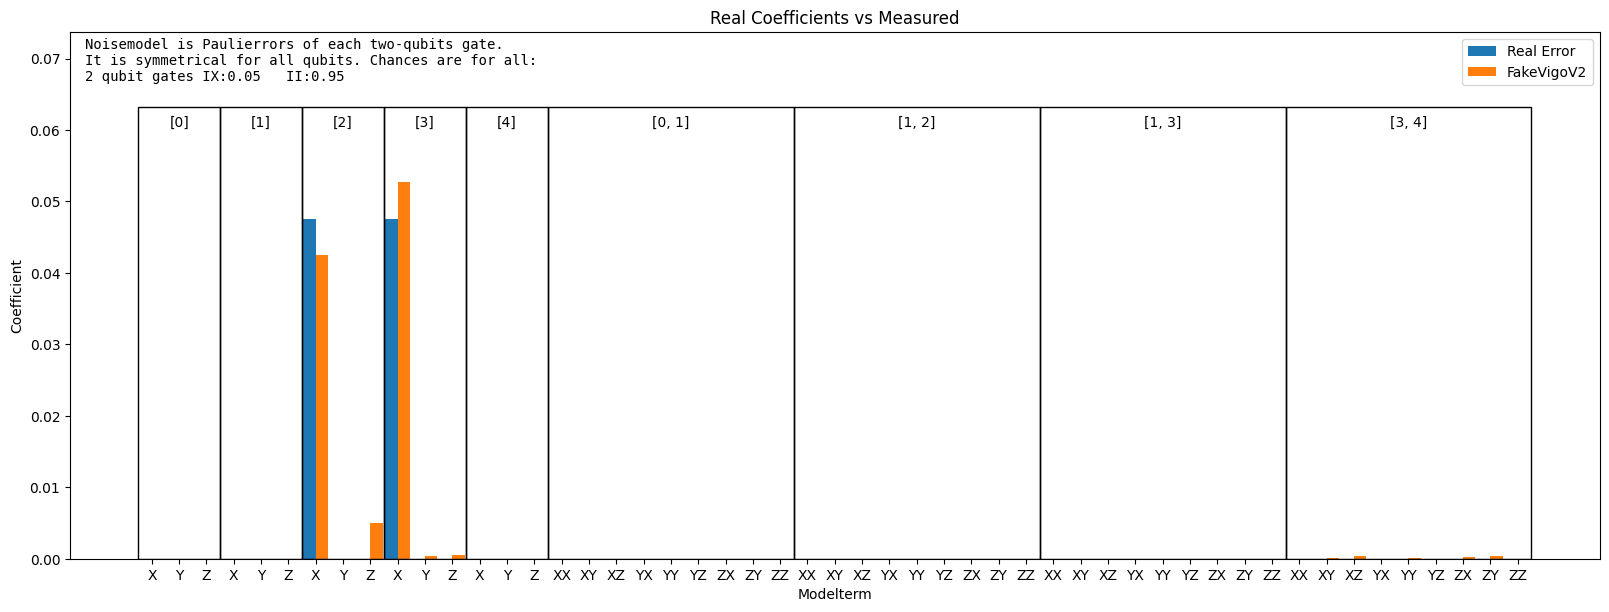 Real Coefficients vs Measured
Noisemodel is Paulierrors of each two-qubits gate.
It is symmetrical for all qubits. Chances are for all:
2 qubit gates IX:0.05   II:0.95
Real Error
FakeVigoV2
[0] [1] [2] [3] [4] [0, 1] [1, 2] [1, 3] [3, 4]
0.07
0.06
0.05
0.04
0.03
0.02
0.01
0.00
Coefficient
X Y Z X Y Z X Y Z X Y Z X Y Z XX XY XZ YX YY YZ ZX ZY ZZ XX XY XZ YX YY YZ ZX ZY ZZ XX XY XZ YX YY YZ ZX ZY ZZ XX XY XZ YX YY YZ ZX ZY ZZ
Modelterm